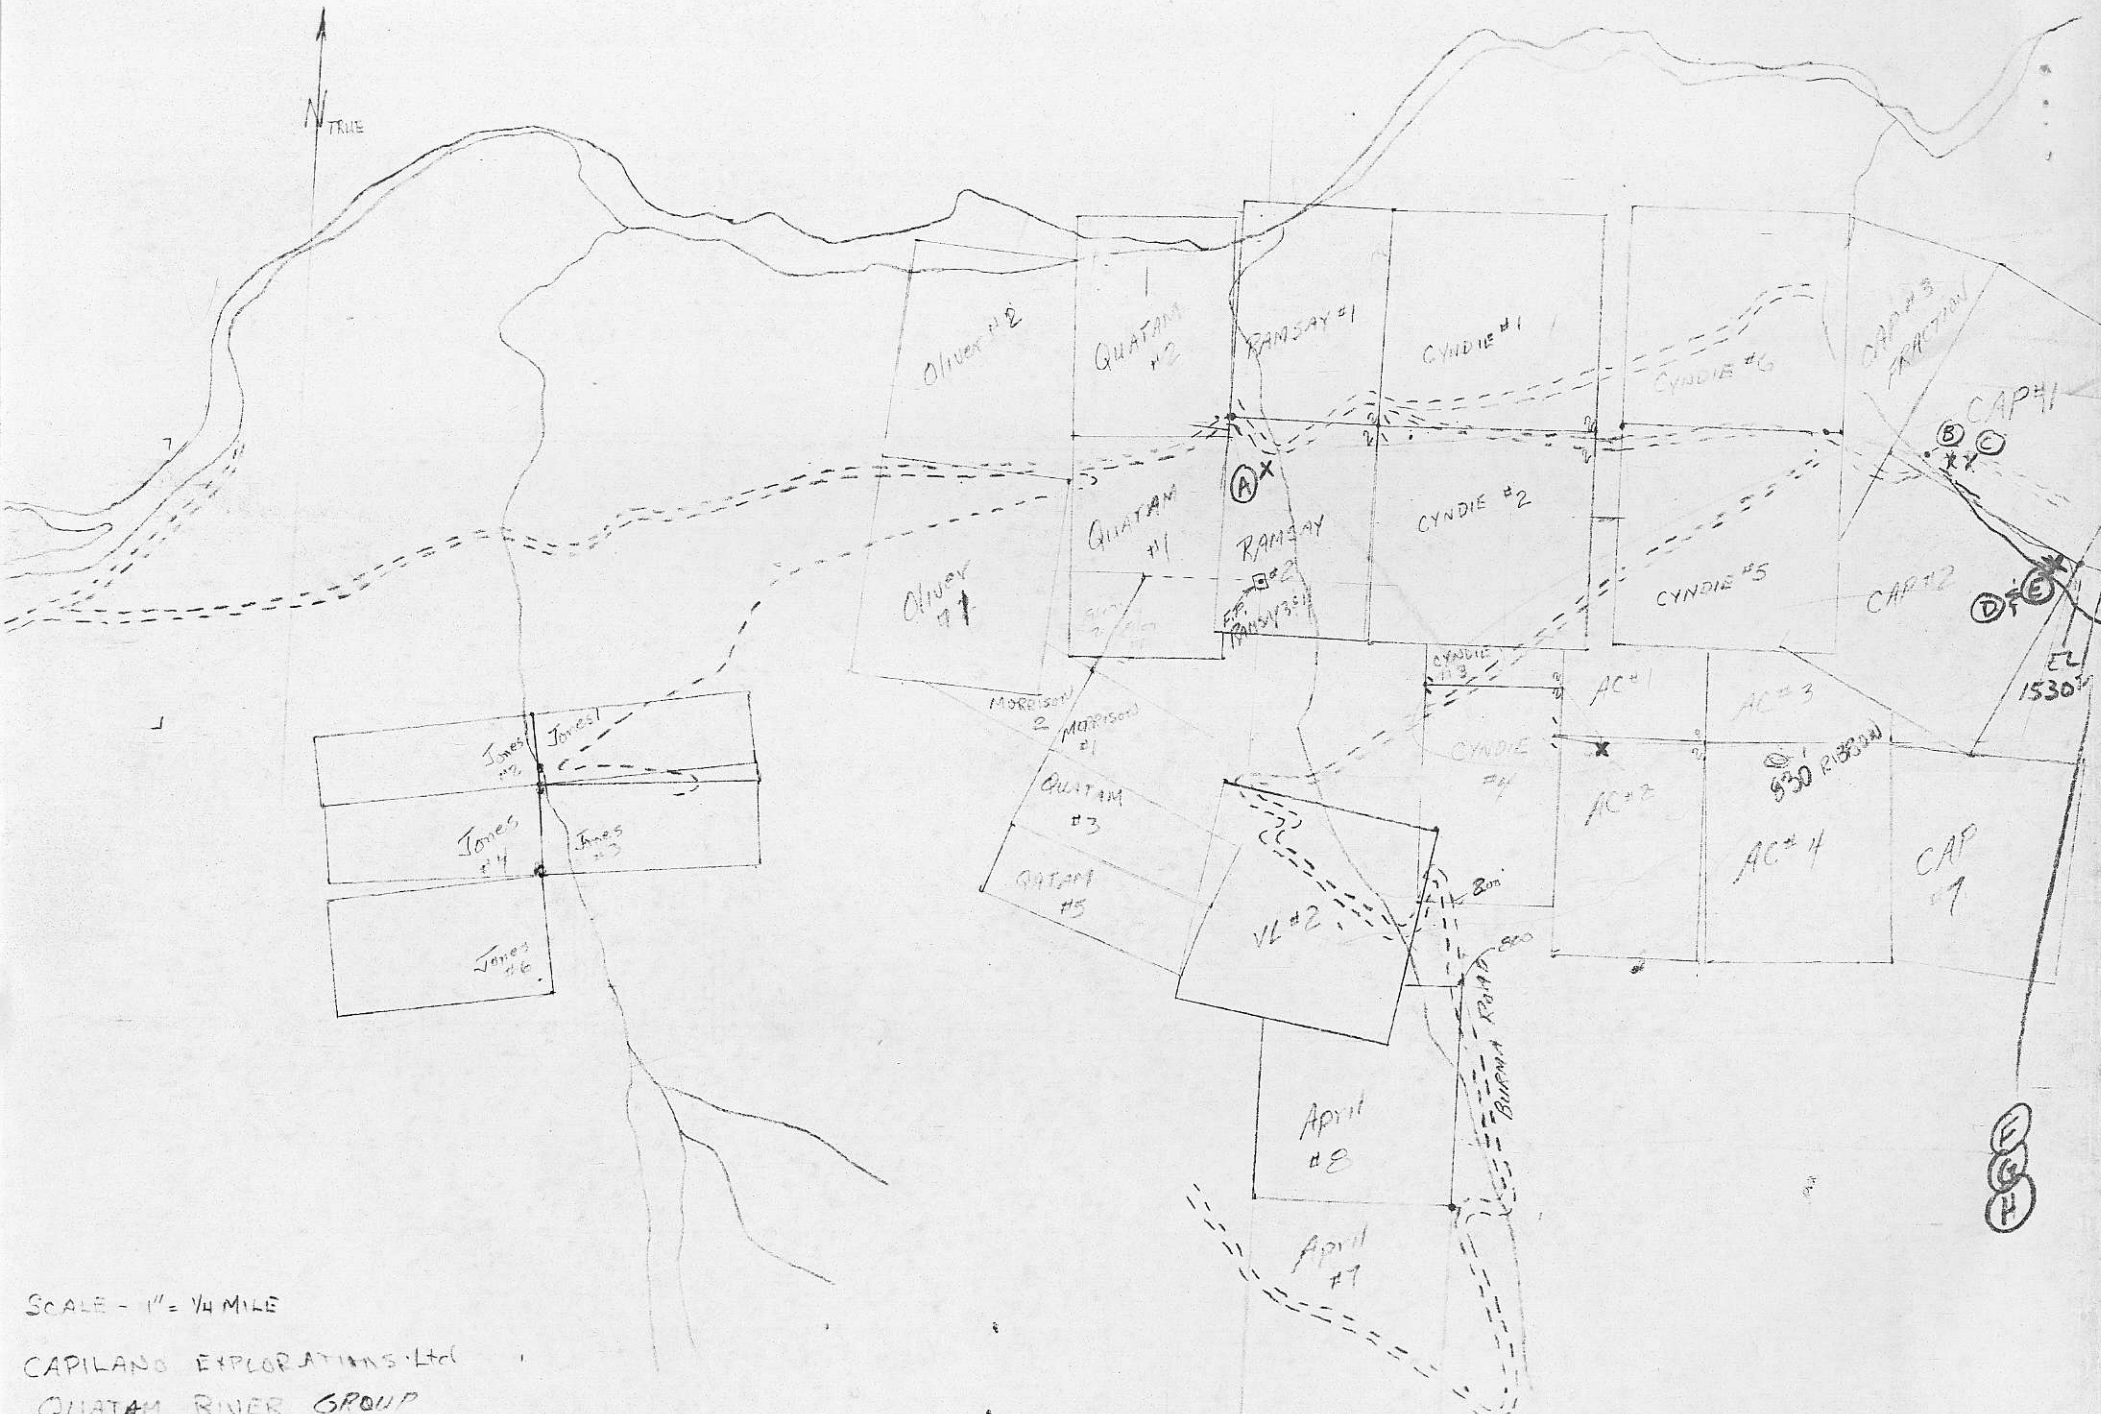 N TRUE
Oliver #2
QUATAM
#2
RAMSAY #1
CYNDIE #1
CYNDIE #6
CAP #3
FRACTION
CAP #1
B
C
A
Oliver
#1
QUATAM
#1
RAMSAY
#2
F.P.
RAMSAY 3
CYNDIE #2
CYNDIE #5
CAP #2
D & E
EL
1530
MORRISON
2
MORRISON
#1
CYNDIE
#3
AC #1
AC #3
Jones
#2
Jones 1
QUATAM
#3
CYNDIE
#4
AC #2
830' RIBBON
Jones
#4
Jones
#3
QATAM
#5
VL #2
800'
AC #4
CAP
Jones
#6
800
BURMA ROAD
April
#8
F
G
H
April
#7
SCALE - 1" = 1/4 MILE
CAPILANO EXPLORATIONS Ltd
QUATAM RIVER GROUP